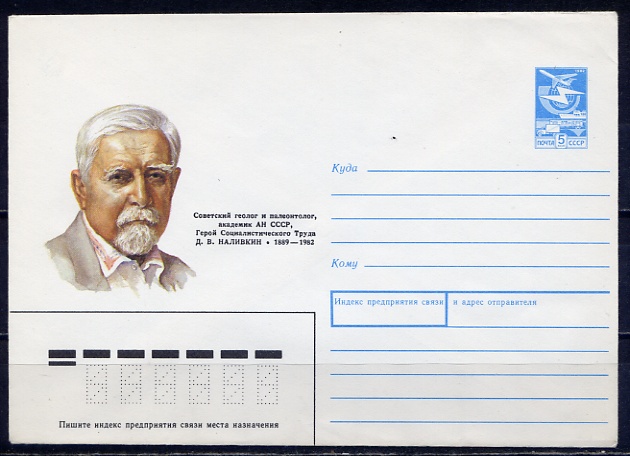 ПОЧТА 5 СССР
Куда
Советский геолог и палеонтолог,
академик АН СССР,
Герой Социалистического Труда
Д. В. НАЛИВКИН • 1889—1982
Кому
Индекс предприятия связи и адрес отправителя
Пишите индекс предприятия связи места назначения